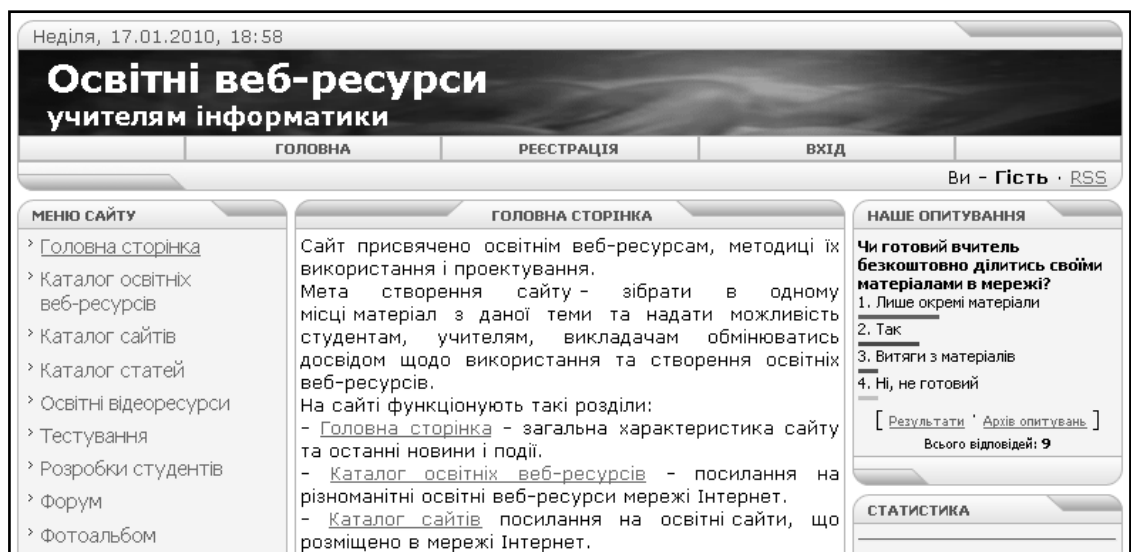 Неділя, 17.01.2010, 18:58
Освітні веб-ресурси
учителям інформатики
ГОЛОВНА РЕЄСТРАЦІЯ ВХІД
Ви - Гість · RSS
МЕНЮ САЙТУ
Головна сторінка
Каталог освітніх
веб-ресурсів
Каталог сайтів
Каталог статей
Освітні відеоресурси
Тестування
Розробки студентів
Форум
Фотоальбом
ГОЛОВНА СТОРІНКА
Сайт присвячено освітнім веб-ресурсам, методиці їх
використання і проектування.
Мета створення сайту – зібрати в одному
місці матеріал з даної теми та надати можливість
студентам, учителям, викладачам обмінюватись
досвідом щодо використання та створення освітніх
веб-ресурсів.
На сайті функціонують такі розділи:
- Головна сторінка - загальна характеристика сайту
та останні новини і події.
- Каталог освітніх веб-ресурсів - посилання на
різноманітні освітні веб-ресурси мережі Інтернет.
- Каталог сайтів посилання на освітні сайти, що
розміщено в мережі Інтернет.
НАШЕ ОПИТУВАННЯ
Чи готовий вчитель
безкоштовно ділитись своїми
матеріалами в мережі?
1. Лише окремі матеріали
2. Так
3. Витяги з матеріалів
4. Ні, не готовий
[ Результати · Архів опитувань ]
Всього відповідей: 9
СТАТИСТИКА